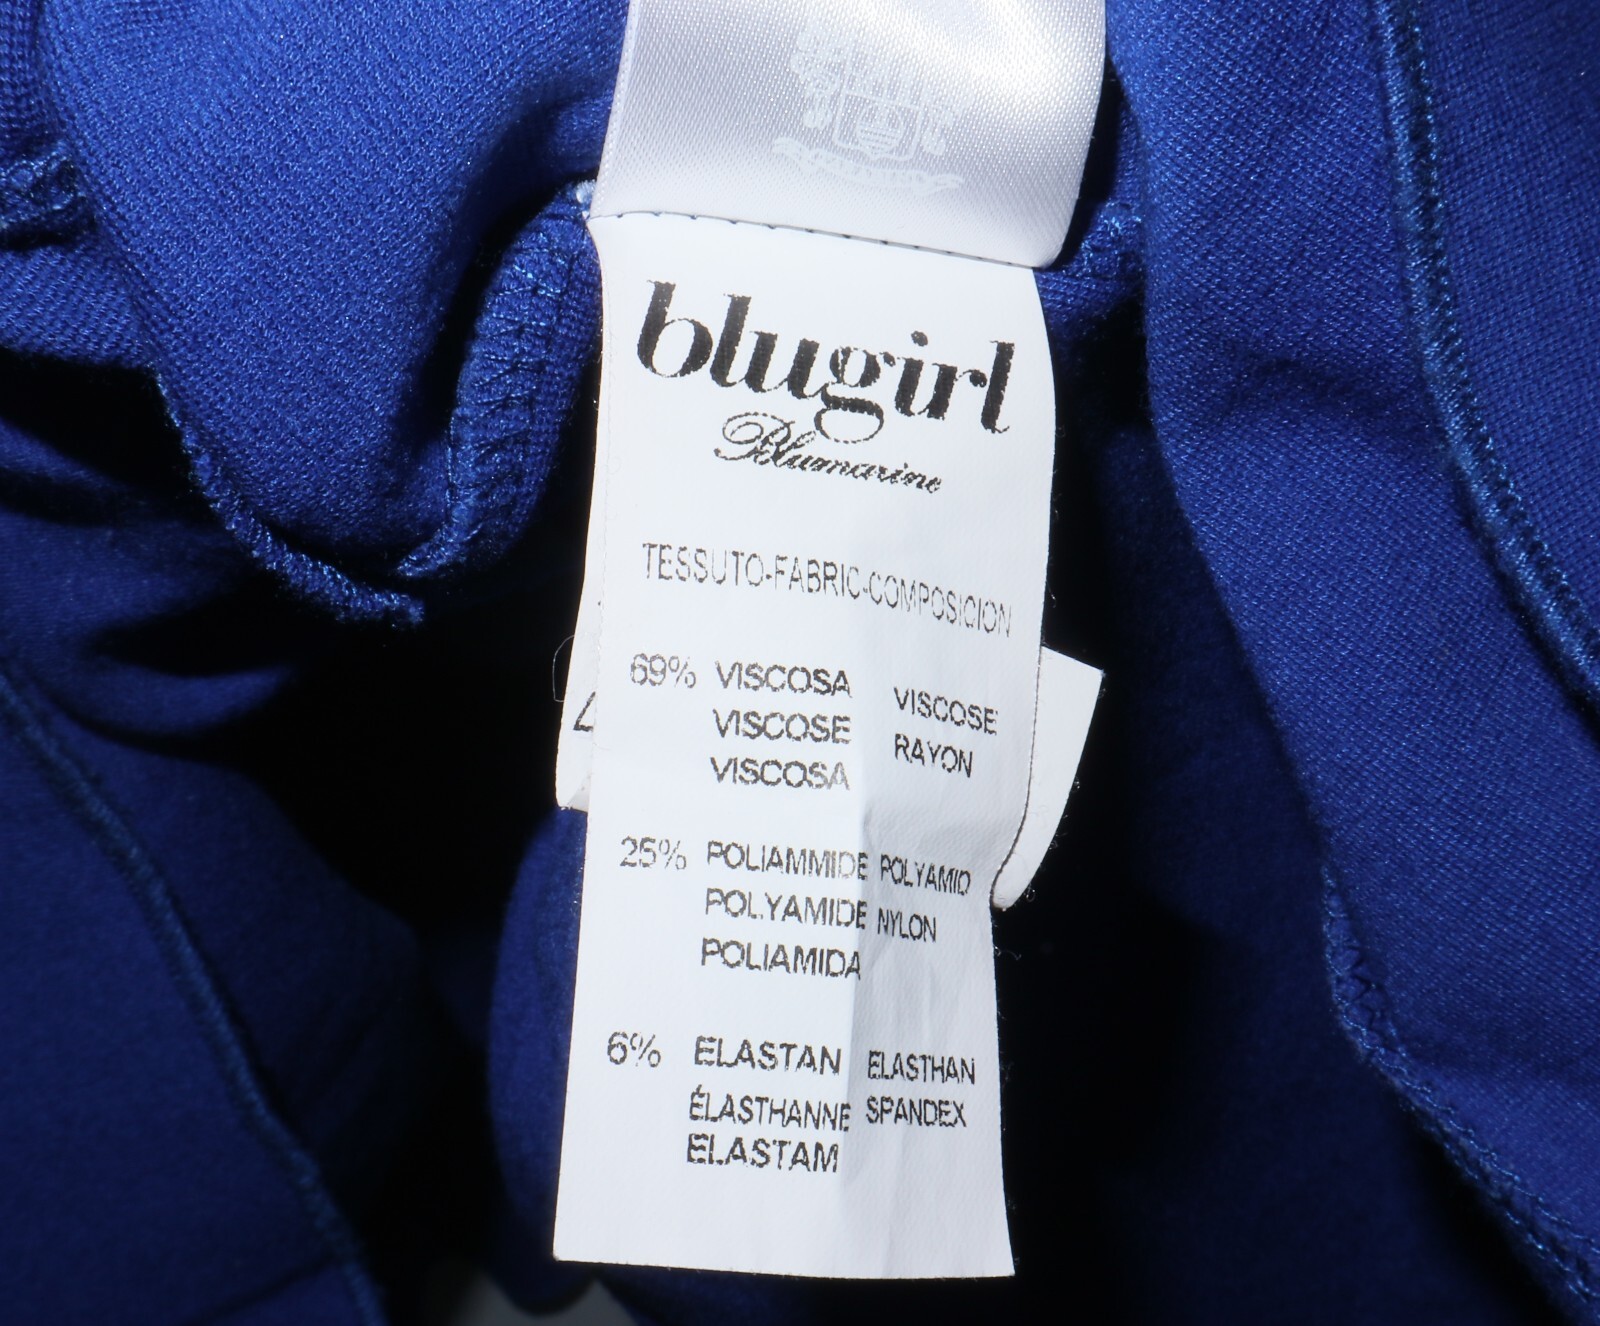 blugirl
Blumarine
TESSUTO-FABRIC-COMPOSICION
69% VISCOSA VISCOSE
VISCOSE RAYON
VISCOSA
25% POLIAMMIDE POLYAMID
POLYAMIDE NYLON
POLIAMIDA
6% ELASTAN ELASTHAN
ÉLASTHANNE SPANDEX
ELASTAM